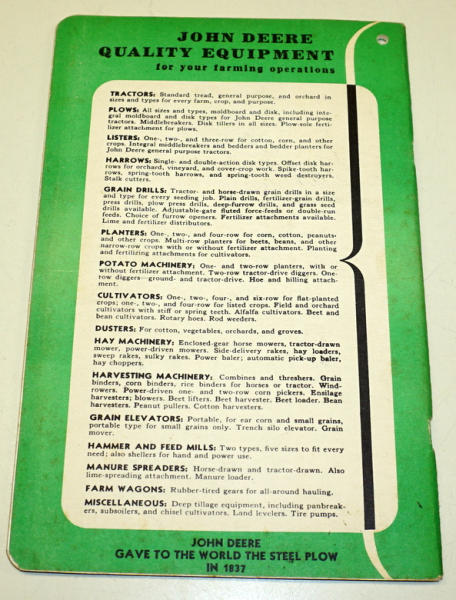 JOHN DEERE
QUALITY EQUIPMENT
for your farming operations
TRACTORS: Standard tread, general purpose, and orchard in
sizes and types for every farm, crop, and purpose.
PLOWS: All sizes and types, moldboard and disk, including inte-
gral moldboard and disk types for John Deere general purpose
tractors. Middlebreakers. Disk tillers in all sizes. Plow-sole ferti-
lizer attachment for plows.
LISTERS: One-, two-, and three-row for cotton, corn, and other
crops. Integral middlebreakers and bedders and bedder planters for
John Deere general purpose tractors.
HARROWS: Single- and double-action disk types. Offset disk har-
rows for orchard, vineyard, and cover-crop work. Spike-tooth har-
rows, spring-tooth harrows, and spring-tooth weed destroyers.
Stalk cutters.
GRAIN DRILLS: Tractor- and horse-drawn grain drills in a size
and type for every seeding job. Plain drills, fertilizer-grain drills,
press drills, plow press drills, deep-furrow drills, and grass seed
drills available. Adjustable-gate fluted force-feeds or double-run
feeds. Choice of furrow openers. Fertilizer attachments available.
Lime and fertilizer distributors.
PLANTERS: One-, two-, and four-row for corn, cotton, peanuts-
and other crops. Multi-row planters for beets, beans, and other
narrow-row crops with or without fertilizer attachment. Planting
and fertilizing attachments for cultivators.
POTATO MACHINERY: One- and two-row planters, with or
without fertilizer attachment. Two-row tractor-drive diggers. One-
row diggers—ground- and tractor-drive. Hoe and hilling attach-
ment.
CULTIVATORS: One-, two-, four-, and six-row for flat-planted
crops; one-, two-, and four-row for listed crops. Field and orchard
cultivators with stiff or spring teeth. Alfalfa cultivators. Beet and
bean cultivators. Rotary hoes. Rod weeders.
DUSTERS: For cotton, vegetables, orchards, and groves.
HAY MACHINERY: Enclosed-gear horse mowers, tractor-drawn
mower, power-driven mowers. Side-delivery rakes, hay loaders,
sweep rakes, sulky rakes. Power baler; automatic pick-up baler,
hay choppers.
HARVESTING MACHINERY: Combines and threshers. Grain
binders, corn binders, rice binders for horses or tractor. Wind-
rowers. Power-driven one- and two-row corn pickers. Ensilage
harvesters; blowers. Beet lifters. Beet harvester. Beet loader. Bean
harvesters. Peanut pullers. Cotton harvesters.
GRAIN ELEVATORS: Portable, for ear corn and small grains,
portable type for small grains only. Trench silo elevator. Grain
mover.
HAMMER AND FEED MILLS: Two types, five sizes to fit every
need; also shellers for hand and power use.
MANURE SPREADERS: Horse-drawn and tractor-drawn. Also
lime-spreading attachment. Manure loader.
FARM WAGONS: Rubber-tired gears for all-around hauling.
MISCELLANEOUS: Deep tillage equipment, including panbreak-
ers, subsoilers, and chisel cultivators. Land levelers. Tire pumps.
JOHN DEERE
GAVE TO THE WORLD THE STEEL PLOW
IN 1837